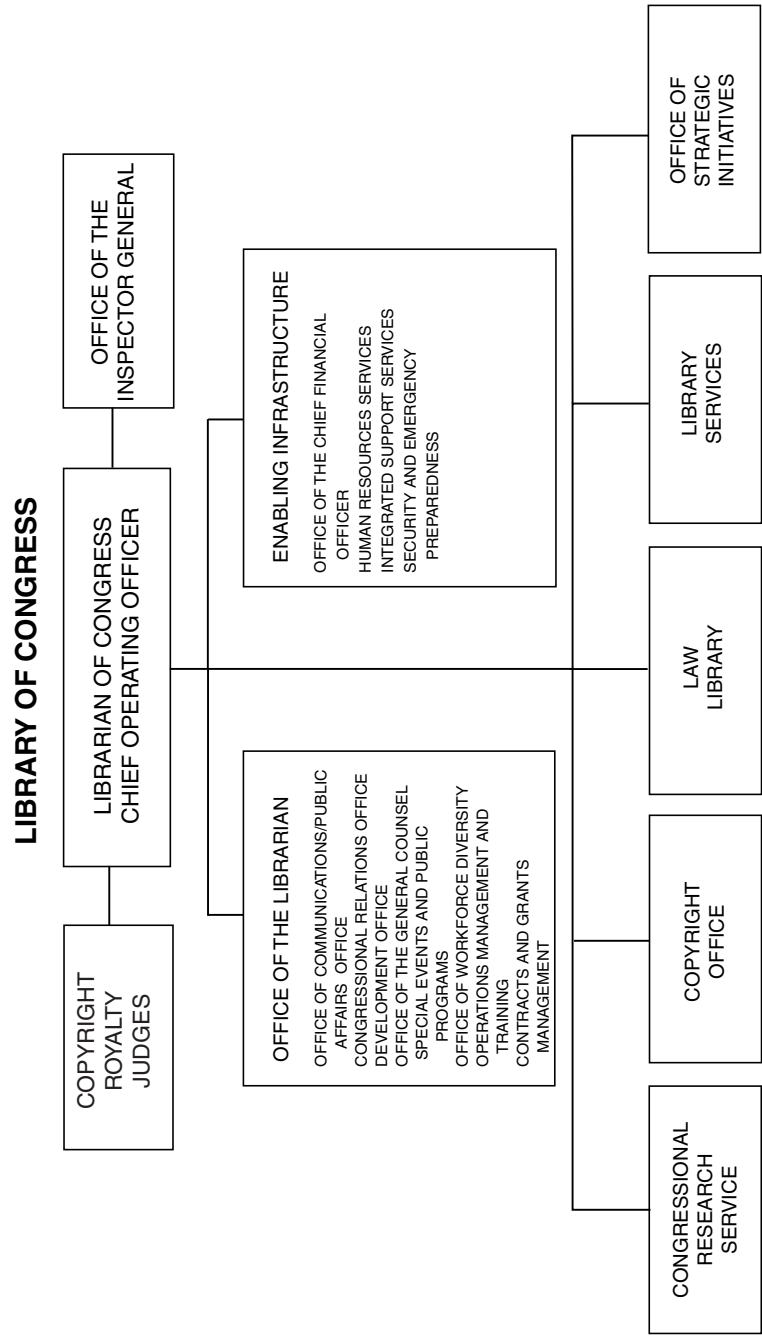 LIBRARY OF CONGRESS
COPYRIGHT
ROYALTY
JUDGES
LIBRARIAN OF CONGRESS
CHIEF OPERATING OFFICER
OFFICE OF THE
INSPECTOR GENERAL
OFFICE OF THE LIBRARIAN
OFFICE OF COMMUNICATIONS/PUBLIC
AFFAIRS OFFICE
CONGRESSIONAL RELATIONS OFFICE
DEVELOPMENT OFFICE
OFFICE OF THE GENERAL COUNSEL
SPECIAL EVENTS AND PUBLIC
PROGRAMS
OFFICE OF WORKFORCE DIVERSITY
OPERATIONS MANAGEMENT AND
TRAINING
CONTRACTS AND GRANTS
MANAGEMENT
ENABLING INFRASTRUCTURE
OFFICE OF THE CHIEF FINANCIAL
OFFICER
HUMAN RESOURCES SERVICES
INTEGRATED SUPPORT SERVICES
SECURITY AND EMERGENCY
PREPAREDNESS
CONGRESSIONAL
RESEARCH
SERVICE
COPYRIGHT
OFFICE
LAW
LIBRARY
LIBRARY
SERVICES
OFFICE OF
STRATEGIC
INITIATIVES